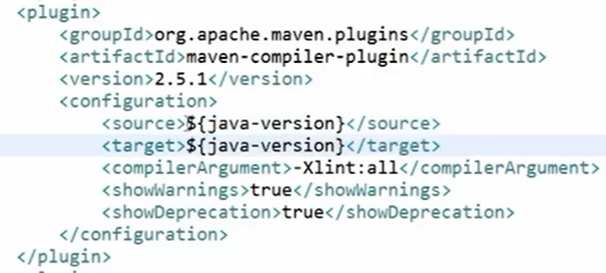 <plugin>
<groupId>org.apache.maven.plugins</groupId>
<artifactId>maven-compiler-plugin</artifactId>
<version>2.5.1</version>
<configuration>
<source>${java-version}</source>
<target>${java-version}</target>
<compilerArgument>-Xlint:all</compilerArgument>
<showWarnings>true</showWarnings>
<showDeprecation>true</showDeprecation>
</configuration>
</plugin>